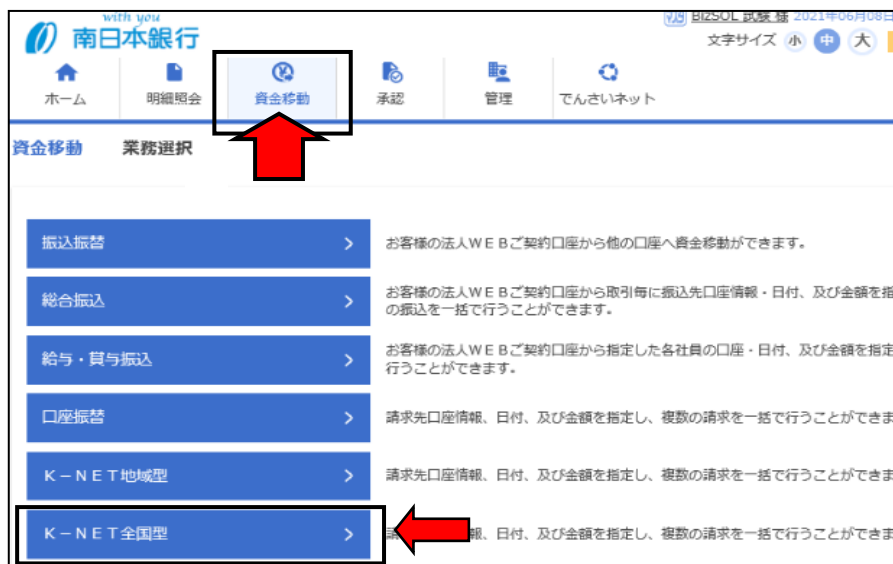 with you
南日本銀行
BizSOL 試験 様 2021年06月08日
文字サイズ 小 中 大
ホーム 明細照会 資金移動 承認 管理 でんさいネット
資金移動 業務選択
振込振替 お客様の法人ＷＥＢご契約口座から他の口座へ資金移動ができます。
総合振込 お客様の法人ＷＥＢご契約口座から取引毎に振込先口座情報・日付、及び金額を指
の振込を一括で行うことができます。
給与・賞与振込 お客様の法人ＷＥＢご契約口座から指定した各社員の口座・日付、及び金額を指定
行うことができます。
口座振替 請求先口座情報、日付、及び金額を指定し、複数の請求を一括で行うことができま
Ｋ－ＮＥＴ地域型 請求先口座情報、日付、及び金額を指定し、複数の請求を一括で行うことができま
Ｋ－ＮＥＴ全国型 報、日付、及び金額を指定し、複数の請求を一括で行うことができま